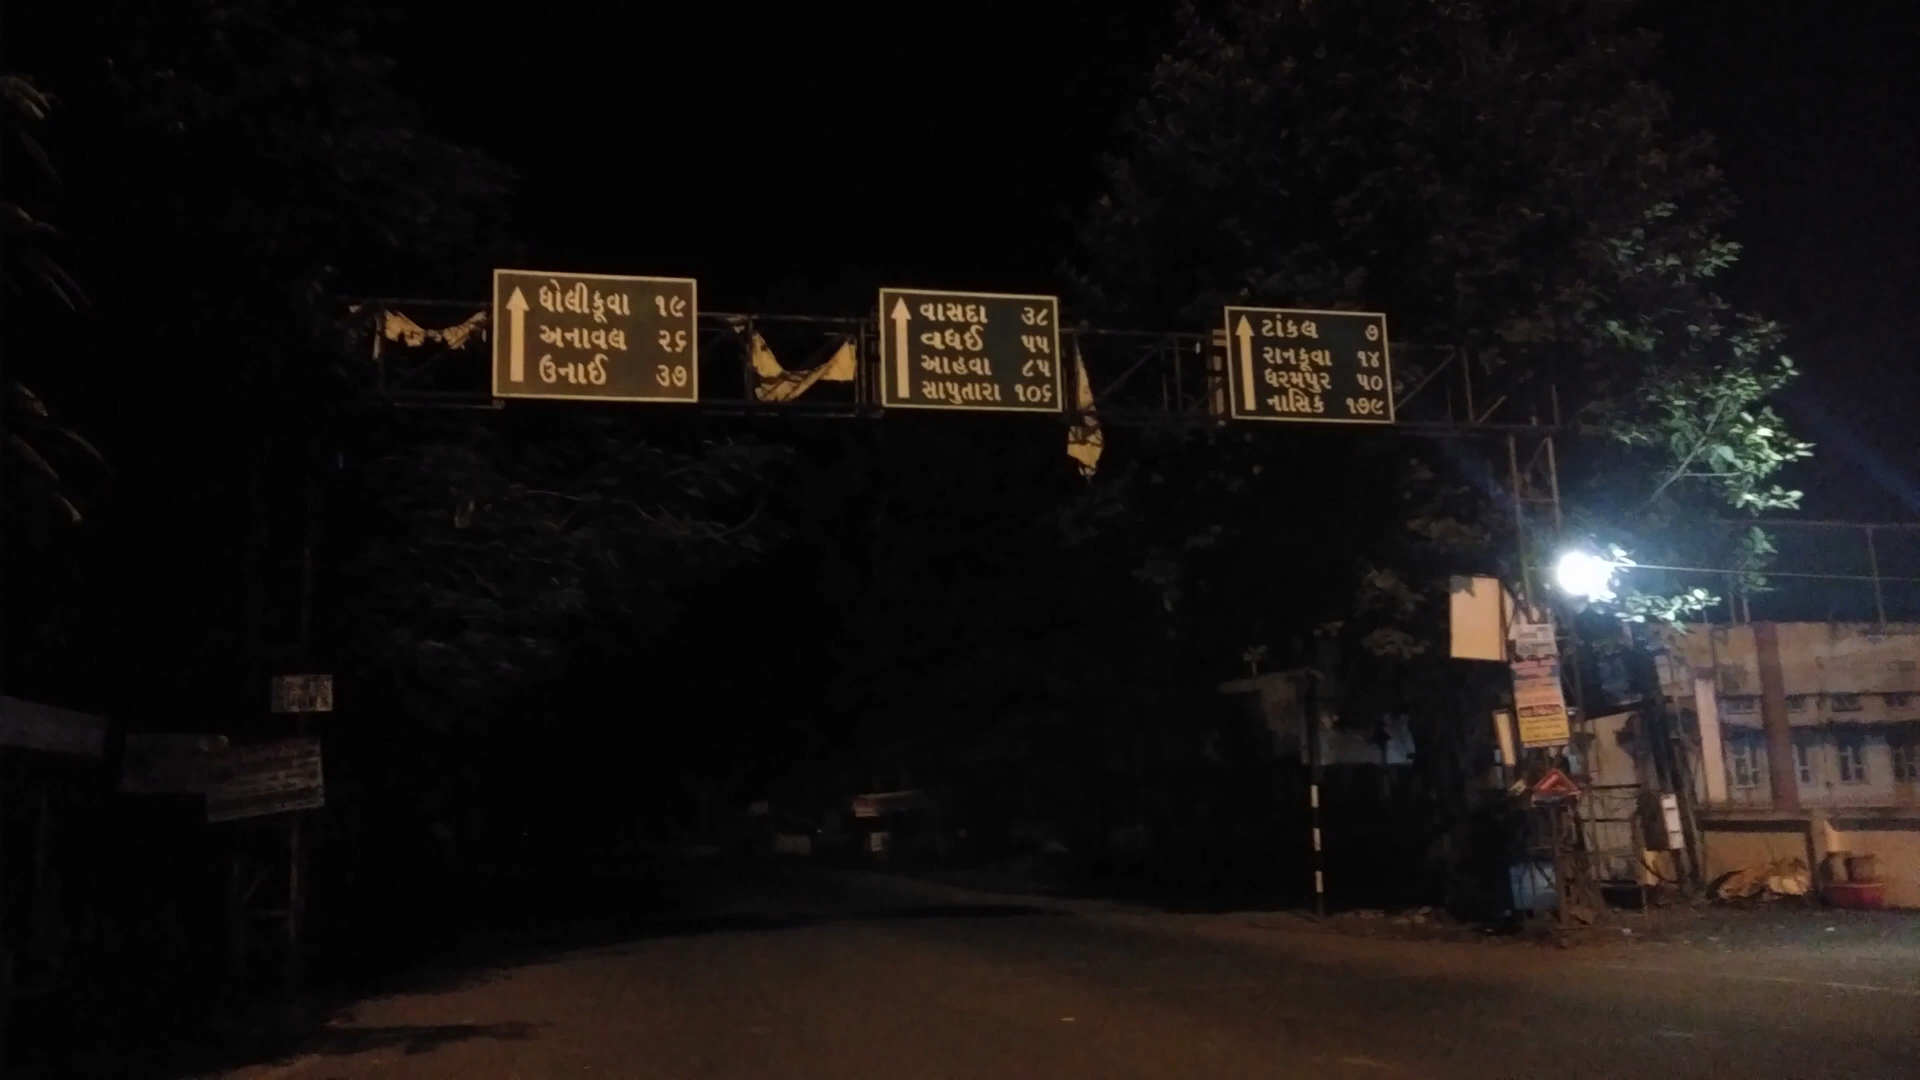 ધોલીકૂવા ૧૯
અનાવલ ૨૬
ઉનાઈ ૩૭
વાસદા ૩૮
વઘઈ ૫૫
આહવા ૮૫
સાપુતારા ૧૦૬
ટાંકલ ૭
રાનકૂવા ૧૪
ધરમપુર ૫૦
નાસિક ૧૭૯